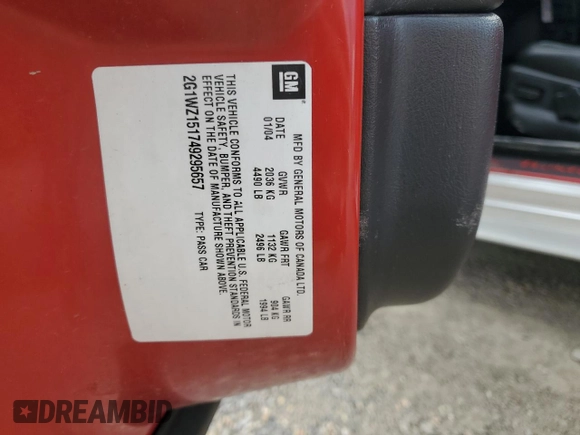 GM
MFD BY GENERAL MOTORS OF CANADA LTD.
DATE GVWR GAWR FRT GAWR RR
01/04 2036 KG 1132 KG 904 KG
4490 LB 2496 LB 1994 LB
THIS VEHICLE CONFORMS TO ALL APPLICABLE U.S. FEDERAL MOTOR
VEHICLE SAFETY, BUMPER, AND THEFT PREVENTION STANDARDS IN
EFFECT ON THE DATE OF MANUFACTURE SHOWN ABOVE.
2G1WZ151749295657 TYPE: PASS CAR
DREAMBID